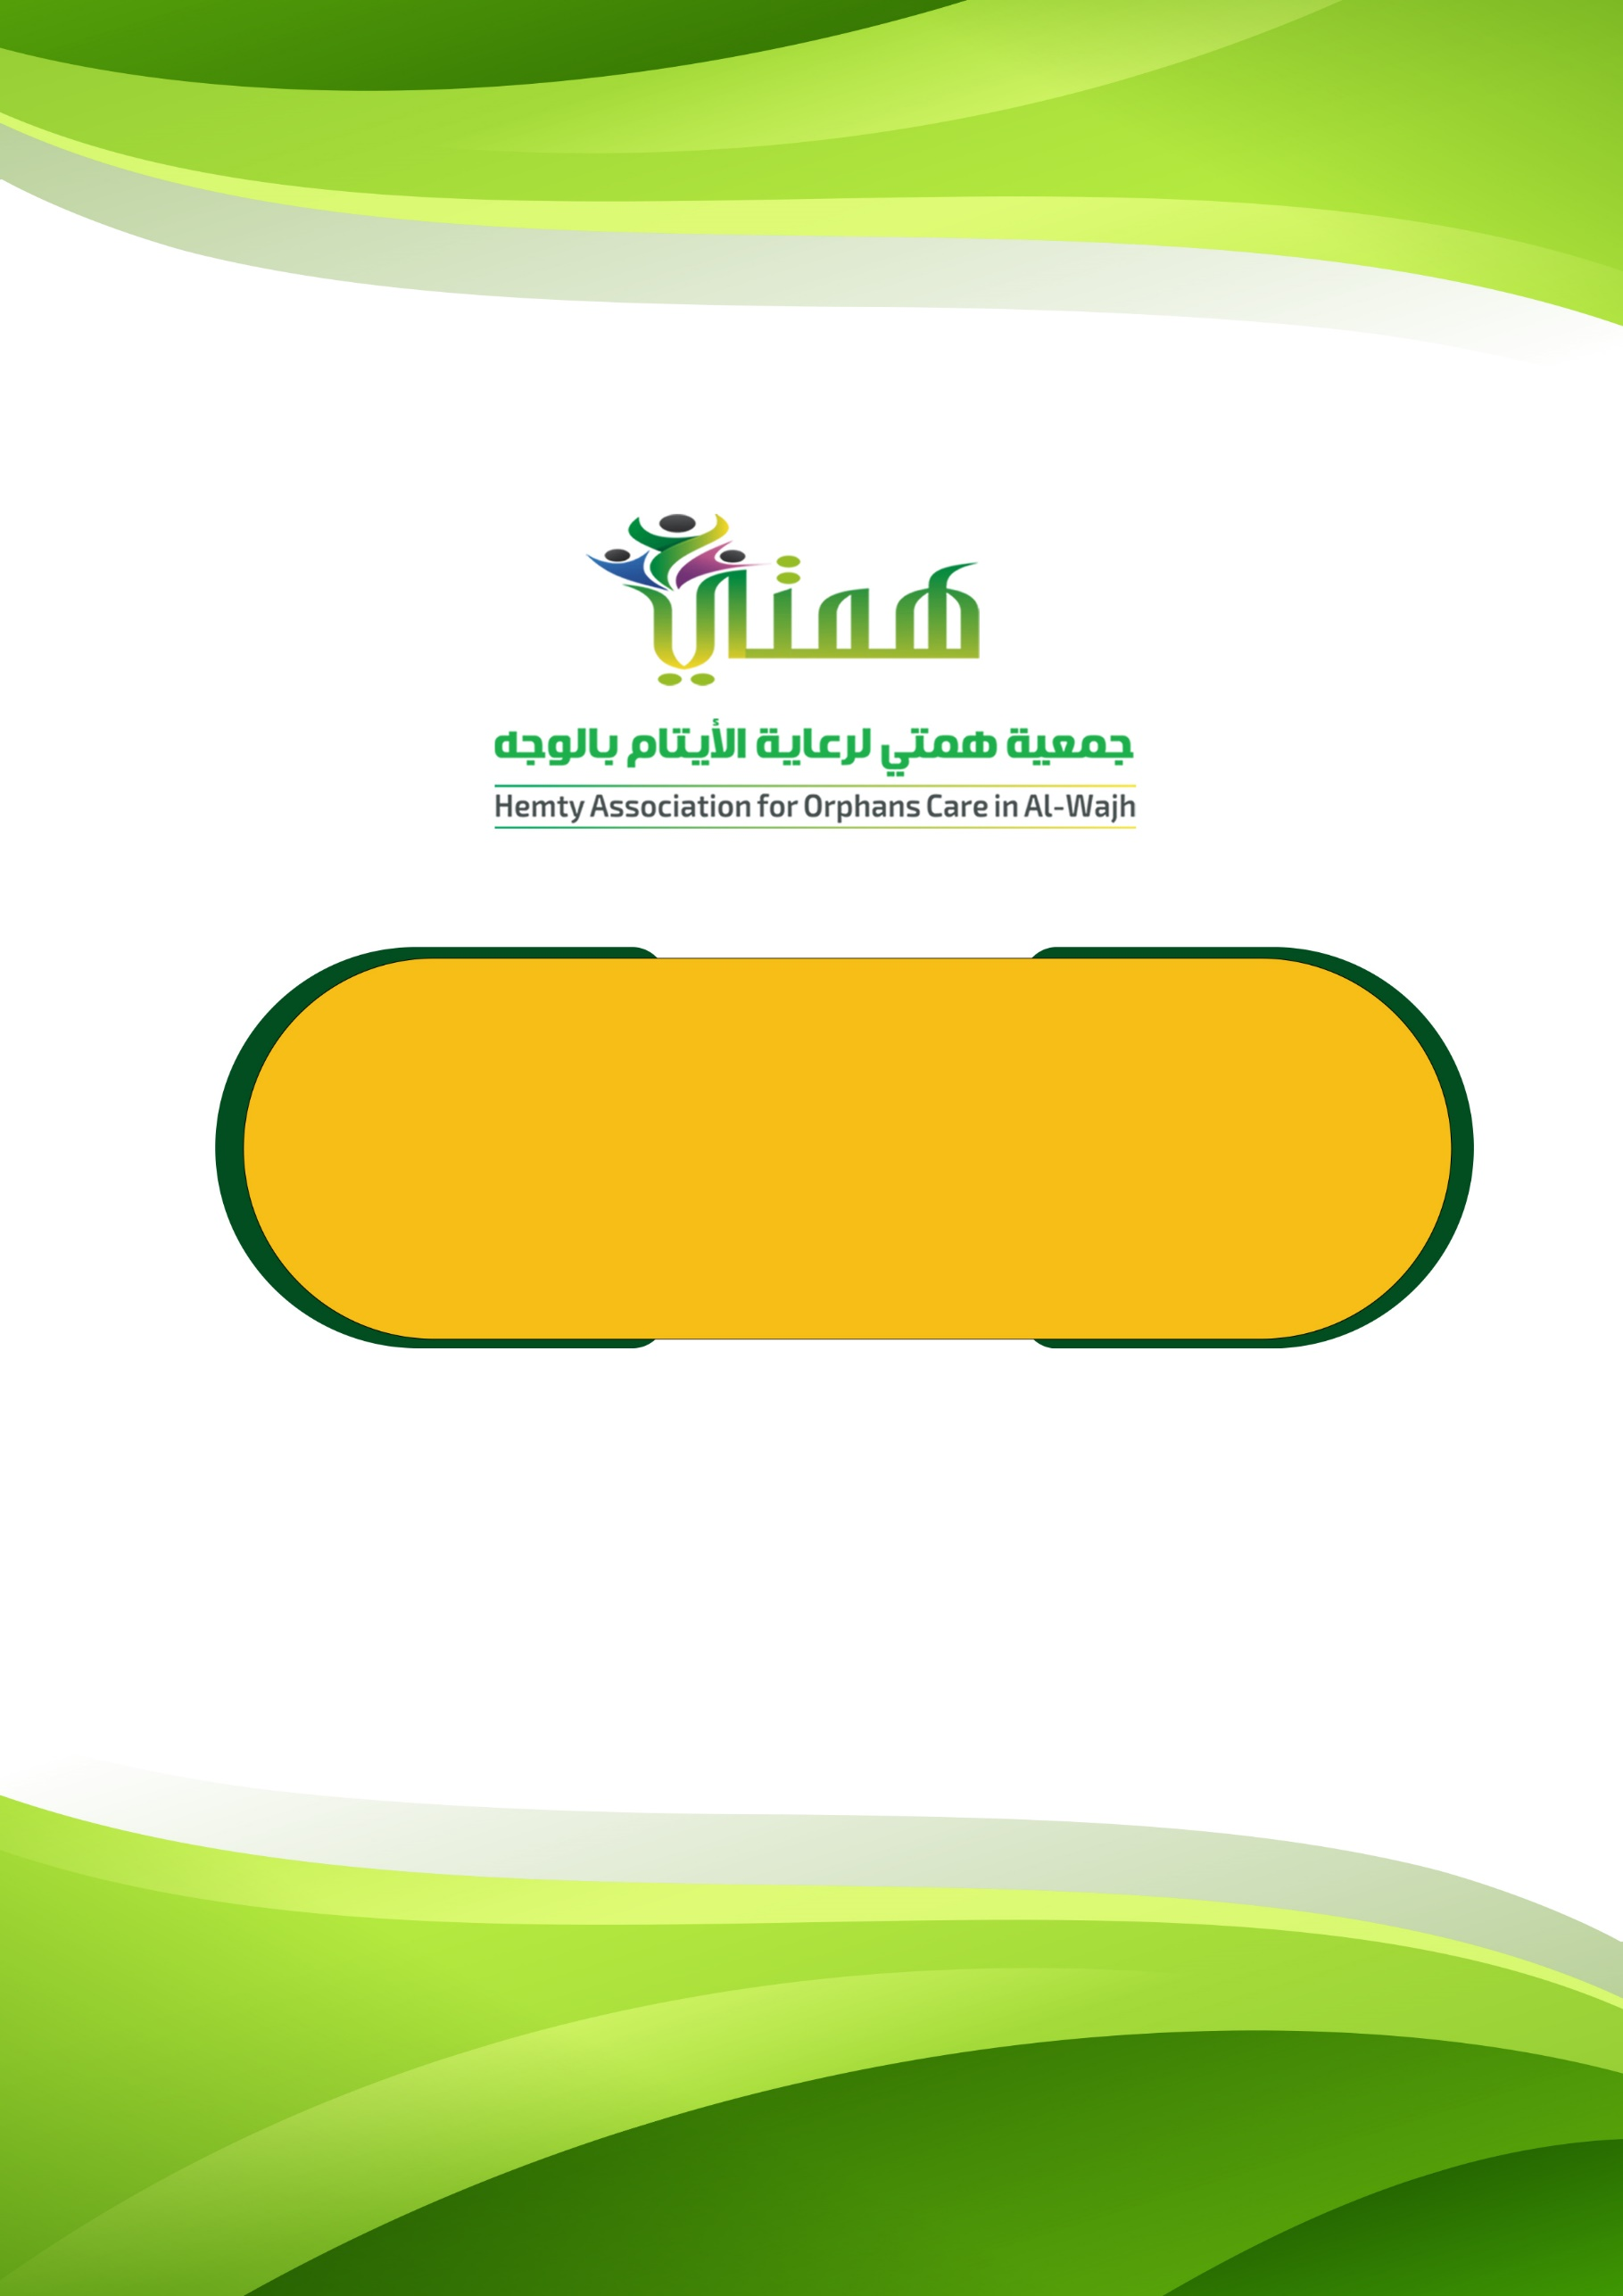 همتي
جمعية همتي لرعاية الأيتام بالوجه
Hemty Association for Orphans Care in Al-Wajh